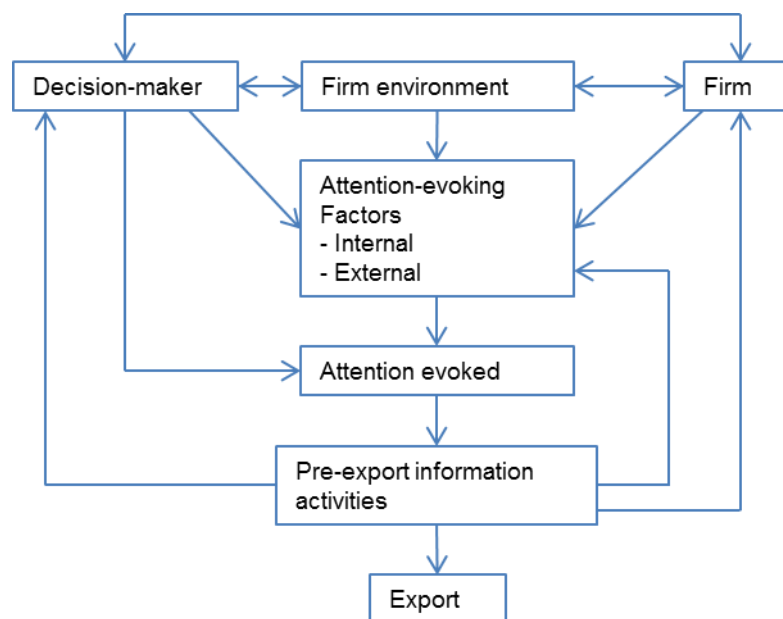 Decision-maker
Firm environment
Firm
Attention-evoking
Factors
- Internal
- External
Attention evoked
Pre-export information
activities
Export